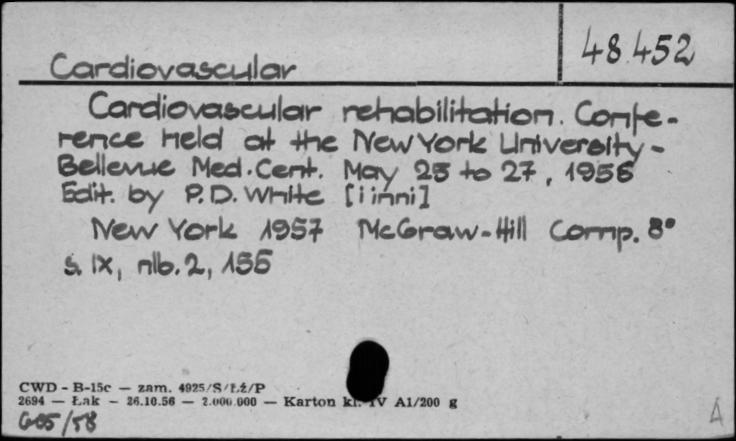 Cardiovascular
48.452
Cardiovascular rehabilitation. Confe-
rence held at the New York University-
Bellevue Med. Cent. May 25 to 27, 1955
Edit. by P. D. White [i inni]
New York 1957 McGraw-Hill Comp. 8°
s. IX, nlb. 2, 155
CWD - B-15c — zam. 4925/S/Łź/P
2694 — Łak — 26.10.56 — 2.000.000 — Karton kl. IV A1/200 g
/58